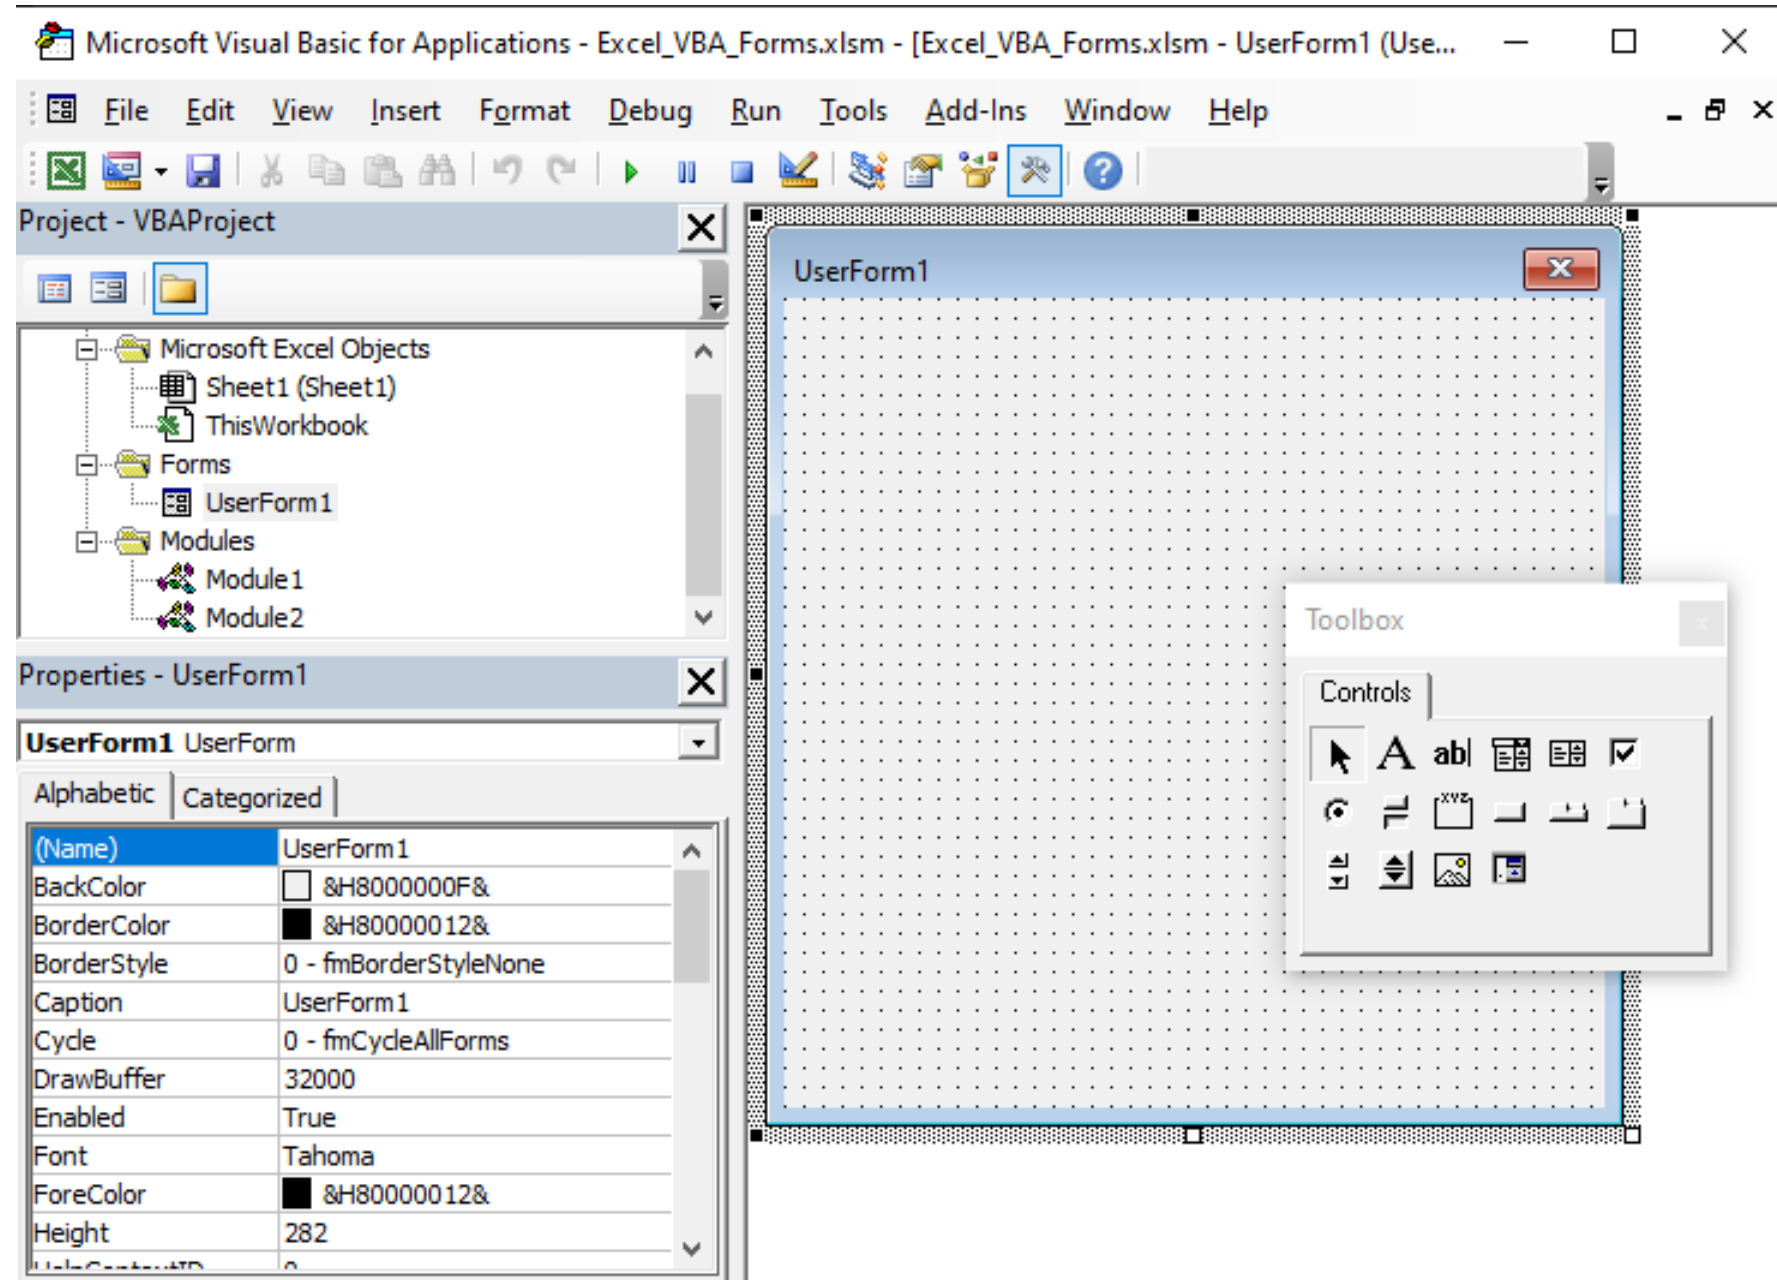 Microsoft Visual Basic for Applications - Excel_VBA_Forms.xlsm - [Excel_VBA_Forms.xlsm - UserForm1 (Use...
File Edit View Insert Format Debug Run Tools Add-Ins Window Help
Project - VBAProject
Microsoft Excel Objects
Sheet1 (Sheet1)
ThisWorkbook
Forms
UserForm1
Modules
Module1
Module2
Properties - UserForm1
UserForm1 UserForm
Alphabetic Categorized
(Name) UserForm1
BackColor &H8000000F&
BorderColor &H80000012&
BorderStyle 0 - fmBorderStyleNone
Caption UserForm1
Cycle 0 - fmCycleAllForms
DrawBuffer 32000
Enabled True
Font Tahoma
ForeColor &H80000012&
Height 282
HelpContextID 0
UserForm1
Toolbox
Controls
A ab|
XYZ